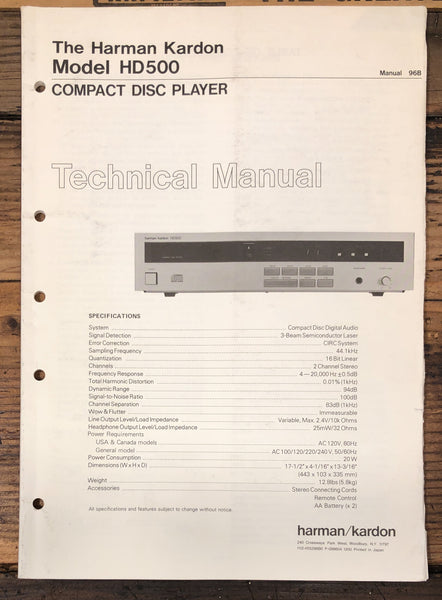 The Harman Kardon
Model HD500
Manual 96B
COMPACT DISC PLAYER
Technical Manual
harman/kardon HD500
SPECIFICATIONS
System Compact Disc Digital Audio
Signal Detection 3-Beam Semiconductor Laser
Error Correction CIRC System
Sampling Frequency 44.1kHz
Quantization 16 Bit Linear
Channels 2 Channel Stereo
Frequency Response 4—20,000 Hz ±0.5dB
Total Harmonic Distortion 0.01% (1kHz)
Dynamic Range 94dB
Signal-to-Noise Ratio 100dB
Channel Separation 83dB (1kHz)
Wow & Flutter Immeasurable
Line Output Level/Load Impedance Variable, Max. 2.4V/10k Ohms
Headphone Output Level/Load Impedance 25mW/32 Ohms
Power Requirements
USA & Canada models AC 120V, 60Hz
General model AC 100/120/220/240 V, 50/60Hz
Power Consumption 20 W
Dimensions (W x H x D) 17-1/2"x 4-1/16"x 13-3/16"
(443 x 103 x 335 mm)
Weight 12.8lbs (5.8kg)
Accessories Stereo Connecting Cords
Remote Control
AA Battery (x 2)
All specifications and features subject to change without notice.
harman/kardon
240 Crossways Park West, Woodbury, N.Y. 11797
Printed in Japan